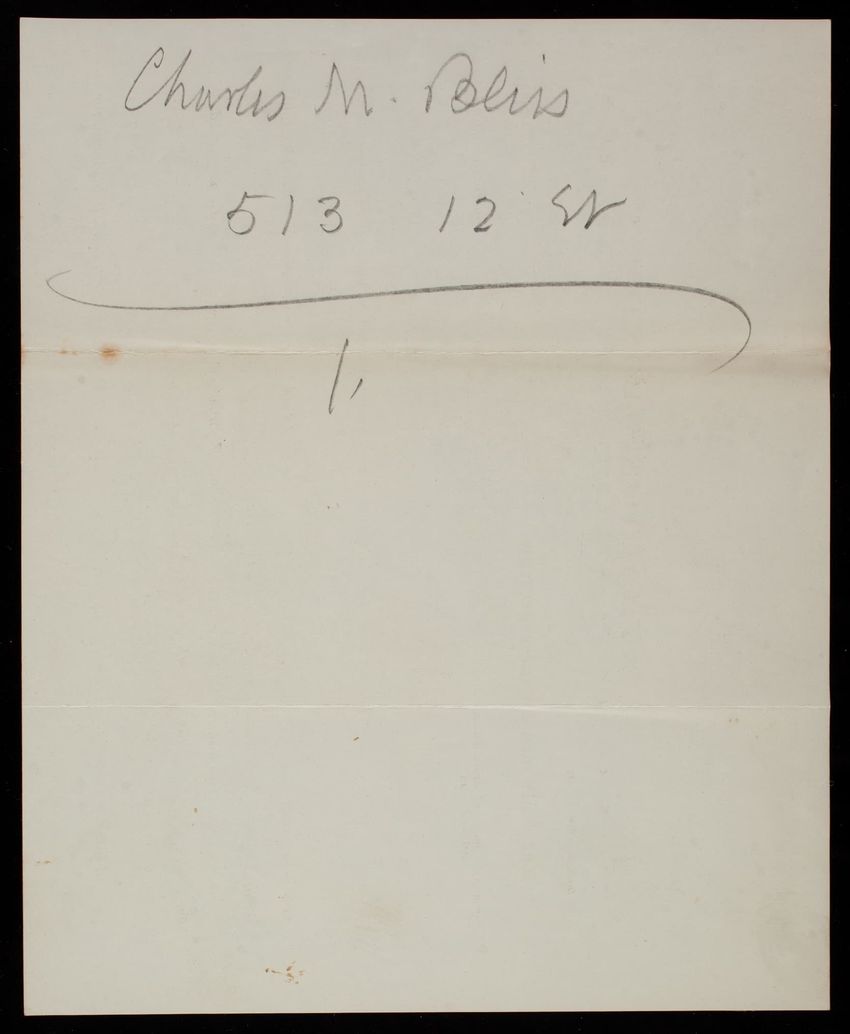 Charles M. Bliss
513 12 St
1,